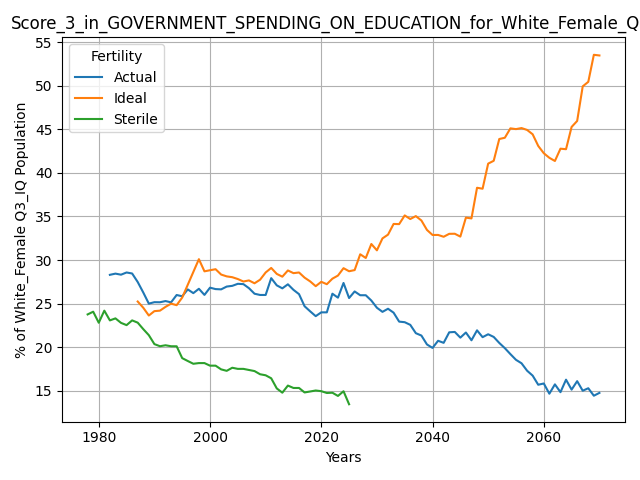 Score_3_in_GOVERNMENT_SPENDING_ON_EDUCATION_for_White_Female_Q
Fertility
Actual
Ideal
Sterile
% of White_Female Q3_IQ Population
55
50
45
40
35
30
25
20
15
1980 2000 2020 2040 2060
Years